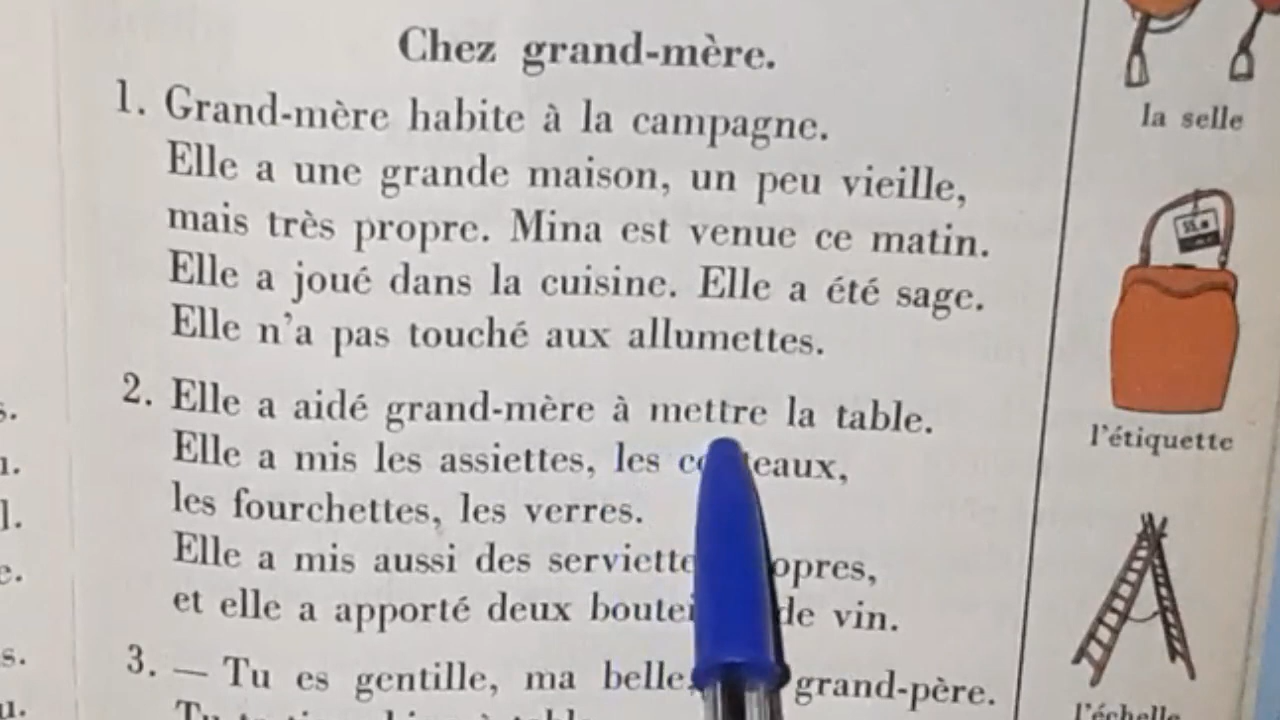 Chez grand-mère.
1. Grand-mère habite à la campagne.
Elle a une grande maison, un peu vieille,
mais très propre. Mina est venue ce matin.
Elle a joué dans la cuisine. Elle a été sage.
Elle n'a pas touché aux allumettes.
2. Elle a aidé grand-mère à mettre la table.
Elle a mis les assiettes, les
les fourchettes, les verres.
Elle a mis aussi des
et elle a apporté deux de vin.
3. — Tu es gentille, ma belle, grand-père.
la selle
l'étiquette
l'échelle